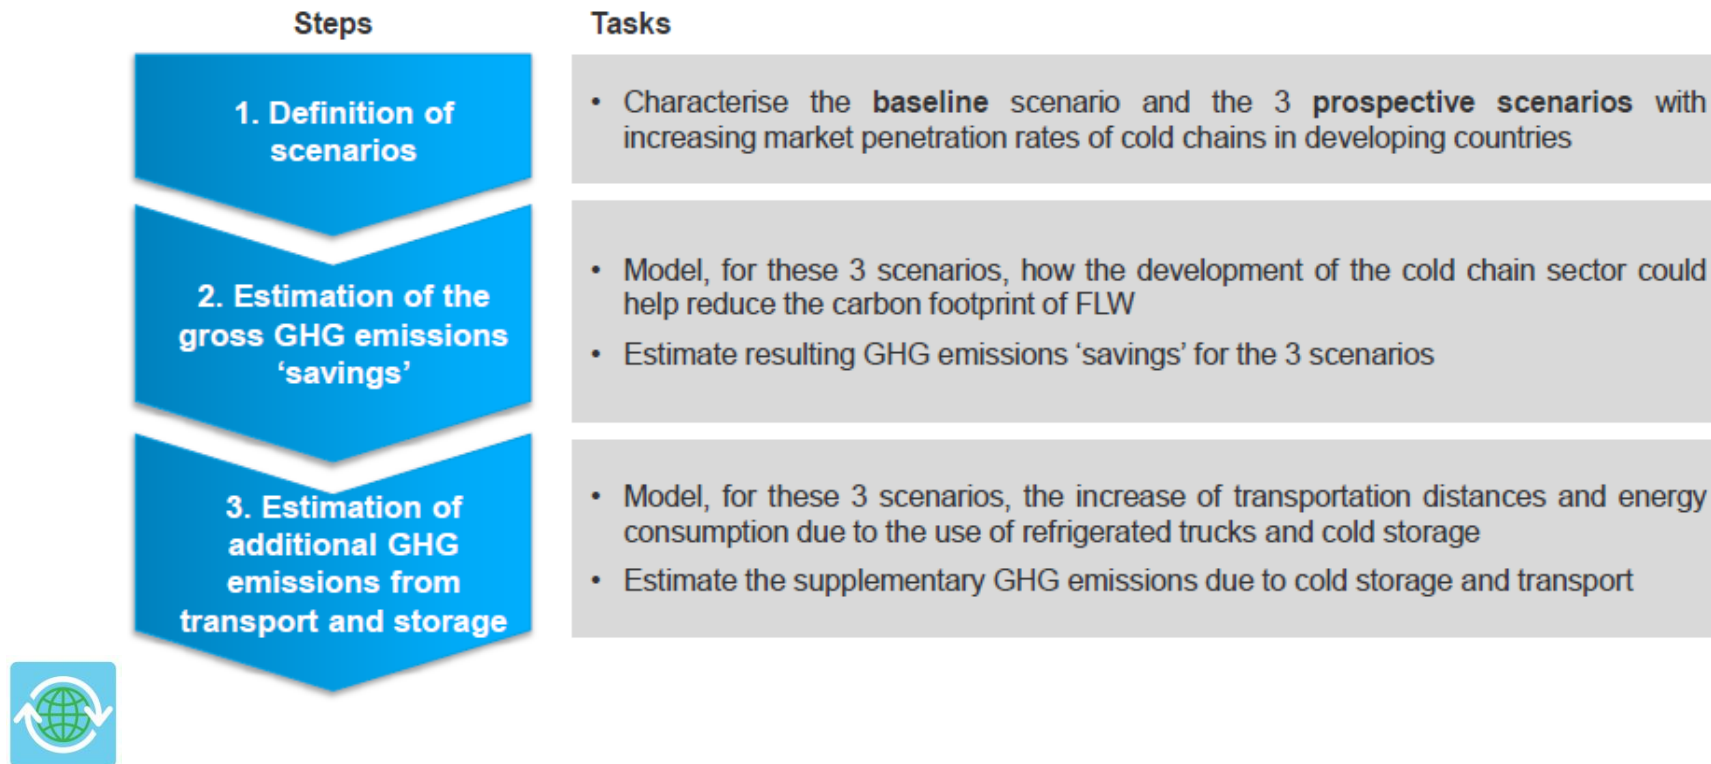 Steps
Tasks
1. Definition of
scenarios
• Characterise the baseline scenario and the 3 prospective scenarios with
increasing market penetration rates of cold chains in developing countries
2. Estimation of the
gross GHG emissions
‘savings’
• Model, for these 3 scenarios, how the development of the cold chain sector could
help reduce the carbon footprint of FLW
• Estimate resulting GHG emissions ‘savings’ for the 3 scenarios
3. Estimation of
additional GHG
emissions from
transport and storage
• Model, for these 3 scenarios, the increase of transportation distances and energy
consumption due to the use of refrigerated trucks and cold storage
• Estimate the supplementary GHG emissions due to cold storage and transport